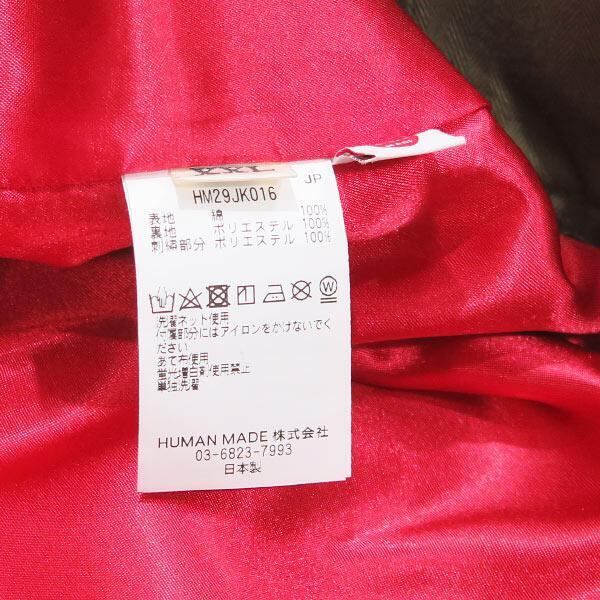 XXL
JP
HM29JK016
表地 綿 100%
裏地 ポリエステル 100%
刺繍部分 ポリエステル 100%
洗濯ネット使用
付属部分にはアイロンをかけないでく
ださい
あて布使用
蛍光増白剤使用禁止
単独洗濯
HUMAN MADE 株式会社
03-6823-7993
日本製